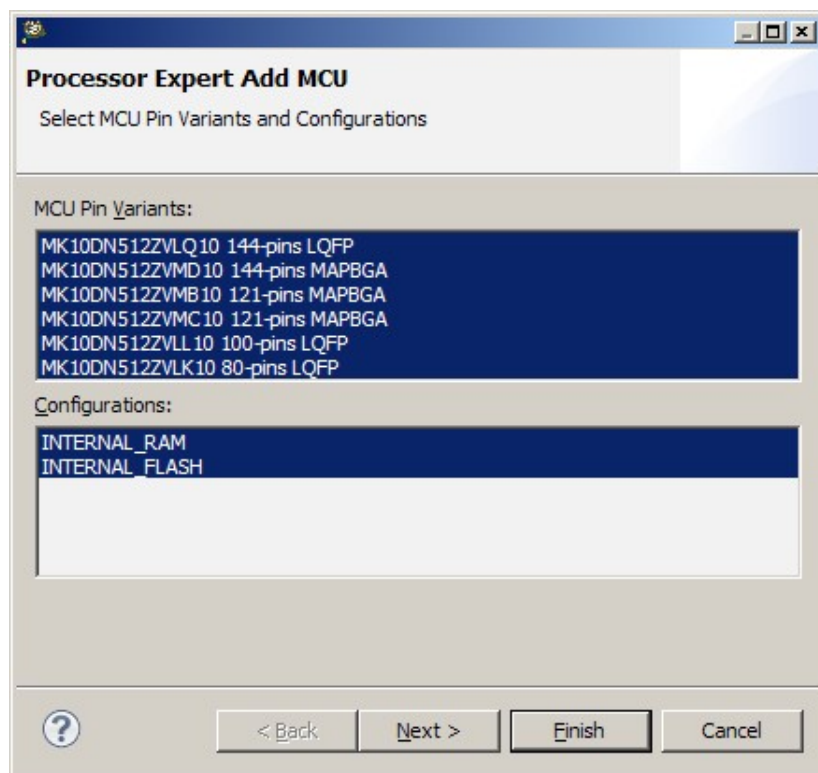 Processor Expert Add MCU
Select MCU Pin Variants and Configurations
MCU Pin Variants:
MK10DN512ZVLQ10 144-pins LQFP
MK10DN512ZVMD10 144-pins MAPBGA
MK10DN512ZVMB10 121-pins MAPBGA
MK10DN512ZVMC10 121-pins MAPBGA
MK10DN512ZVLL10 100-pins LQFP
MK10DN512ZVLK10 80-pins LQFP
Configurations:
INTERNAL_RAM
INTERNAL_FLASH
? < Back Next > Finish Cancel